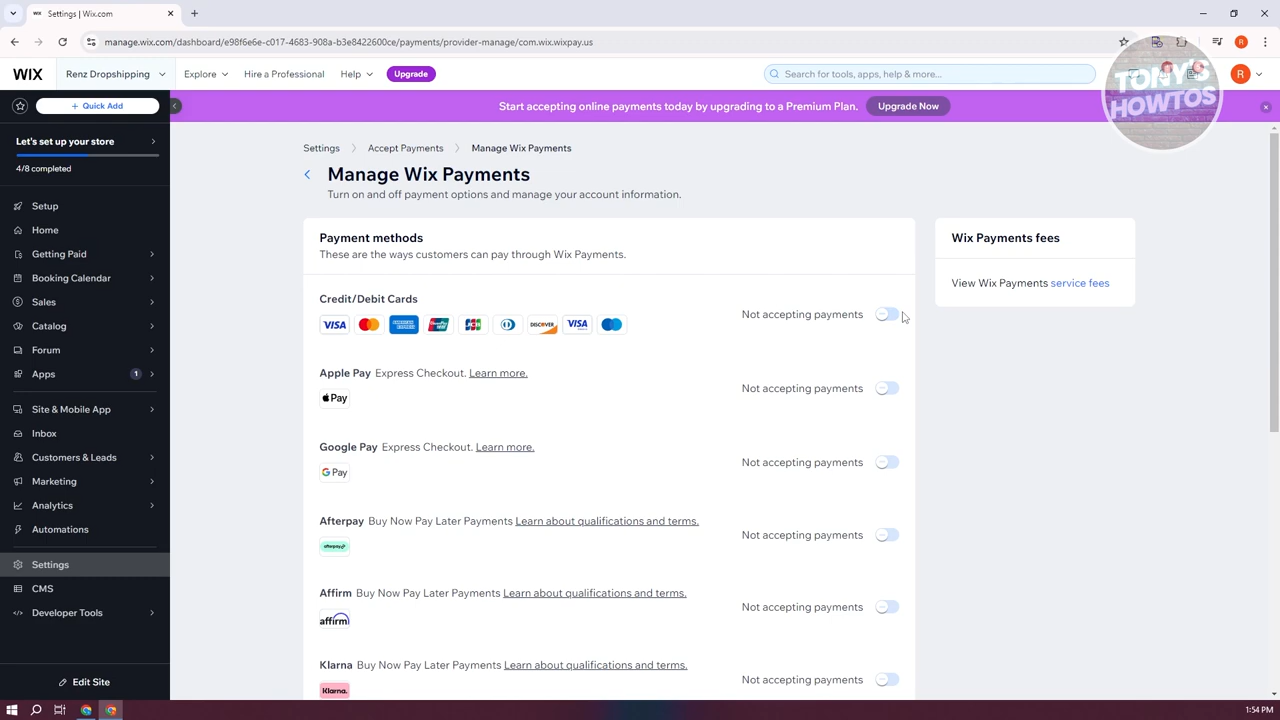 Settings | Wix.com
manage.wix.com/dashboard/e98f6e6e-c017-4683-908a-b3e8422600ce/payments/provider-manage/com.wix.wixpay.us
R
WIX
Renz Dropshipping
Explore
Hire a Professional
Help
Upgrade
Search for tools, apps, help & more...
R
TONY'S
HOWTOS
+ Quick Add
Start accepting online payments today by upgrading to a Premium Plan.
Upgrade Now
Let's set up your store
4/8 completed
Setup
Home
Getting Paid
Booking Calendar
Sales
Catalog
Forum
Apps
1
Site & Mobile App
Inbox
Customers & Leads
Marketing
Analytics
Automations
Settings
CMS
Developer Tools
Edit Site
Settings > Accept Payments > Manage Wix Payments
Manage Wix Payments
Turn on and off payment options and manage your account information.
Payment methods
These are the ways customers can pay through Wix Payments.
Credit/Debit Cards
VISA
AMERICAN EXPRESS
UnionPay
JCB
DISCOVER
VISA
Not accepting payments
Apple Pay Express Checkout. Learn more.
Pay
Not accepting payments
Google Pay Express Checkout. Learn more.
G Pay
Not accepting payments
Afterpay Buy Now Pay Later Payments Learn about qualifications and terms.
afterpay
Not accepting payments
Affirm Buy Now Pay Later Payments Learn about qualifications and terms.
affirm
Not accepting payments
Klarna Buy Now Pay Later Payments Learn about qualifications and terms.
Klarna.
Not accepting payments
Wix Payments fees
View Wix Payments service fees
1:54 PM